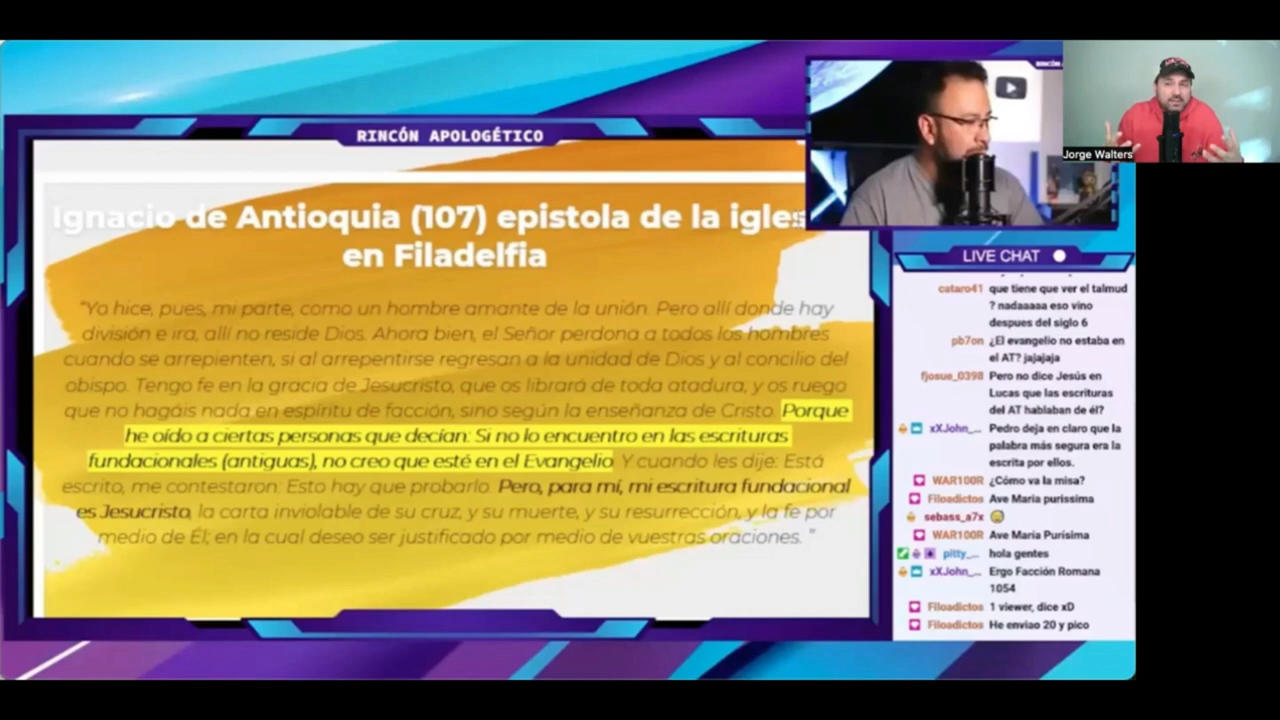 RINCÓN APOLOGÉTICO
Ignacio de Antioquia (107) epistola de la igles
en Filadelfia
“Yo hice, pues, mi parte, como un hombre amante de la unión. Pero allí donde hay
división e ira, allí no reside Dios. Ahora bien, el Señor perdona a todos los hombres
cuando se arrepienten, si al arrepentirse regresan a la unidad de Dios y al concilio del
obispo. Tengo fe en la gracia de Jesucristo, que os librará de toda atadura, y os ruego
que no hagáis nada en espíritu de facción, sino según la enseñanza de Cristo. Porque
he oído a ciertas personas que decían: Si no lo encuentro en las escrituras
fundacionales (antiguas), no creo que esté en el Evangelio. Y cuando les dije: Está
escrito, me contestaron: Esto hay que probarlo. Pero, para mí, mi escritura fundacional
es Jesucristo, la carta inviolable de su cruz, y su muerte, y su resurrección, y la fe por
medio de Él; en la cual deseo ser justificado por medio de vuestras oraciones. ”
Jorge Walters
LIVE CHAT
cataro41 que tiene que ver el talmud
? nadaaaaa eso vino
despues del siglo 6
pb7on ¿El evangelio no estaba en
el AT? jajajaja
fjosue_0398 Pero no dice Jesús en
Lucas que las escrituras
del AT hablaban de él?
xXJohn_... Pedro deja en claro que la
palabra más segura era la
escrita por ellos.
WAR100R ¿Cómo va la misa?
Filoadictos Ave Maria purissima
sebass_a7x
WAR100R Ave María Purísima
pitty_... hola gentes
xXJohn_... Ergo Facción Romana
1054
Filoadictos 1 viewer, dice xD
Filoadictos He enviao 20 y pico